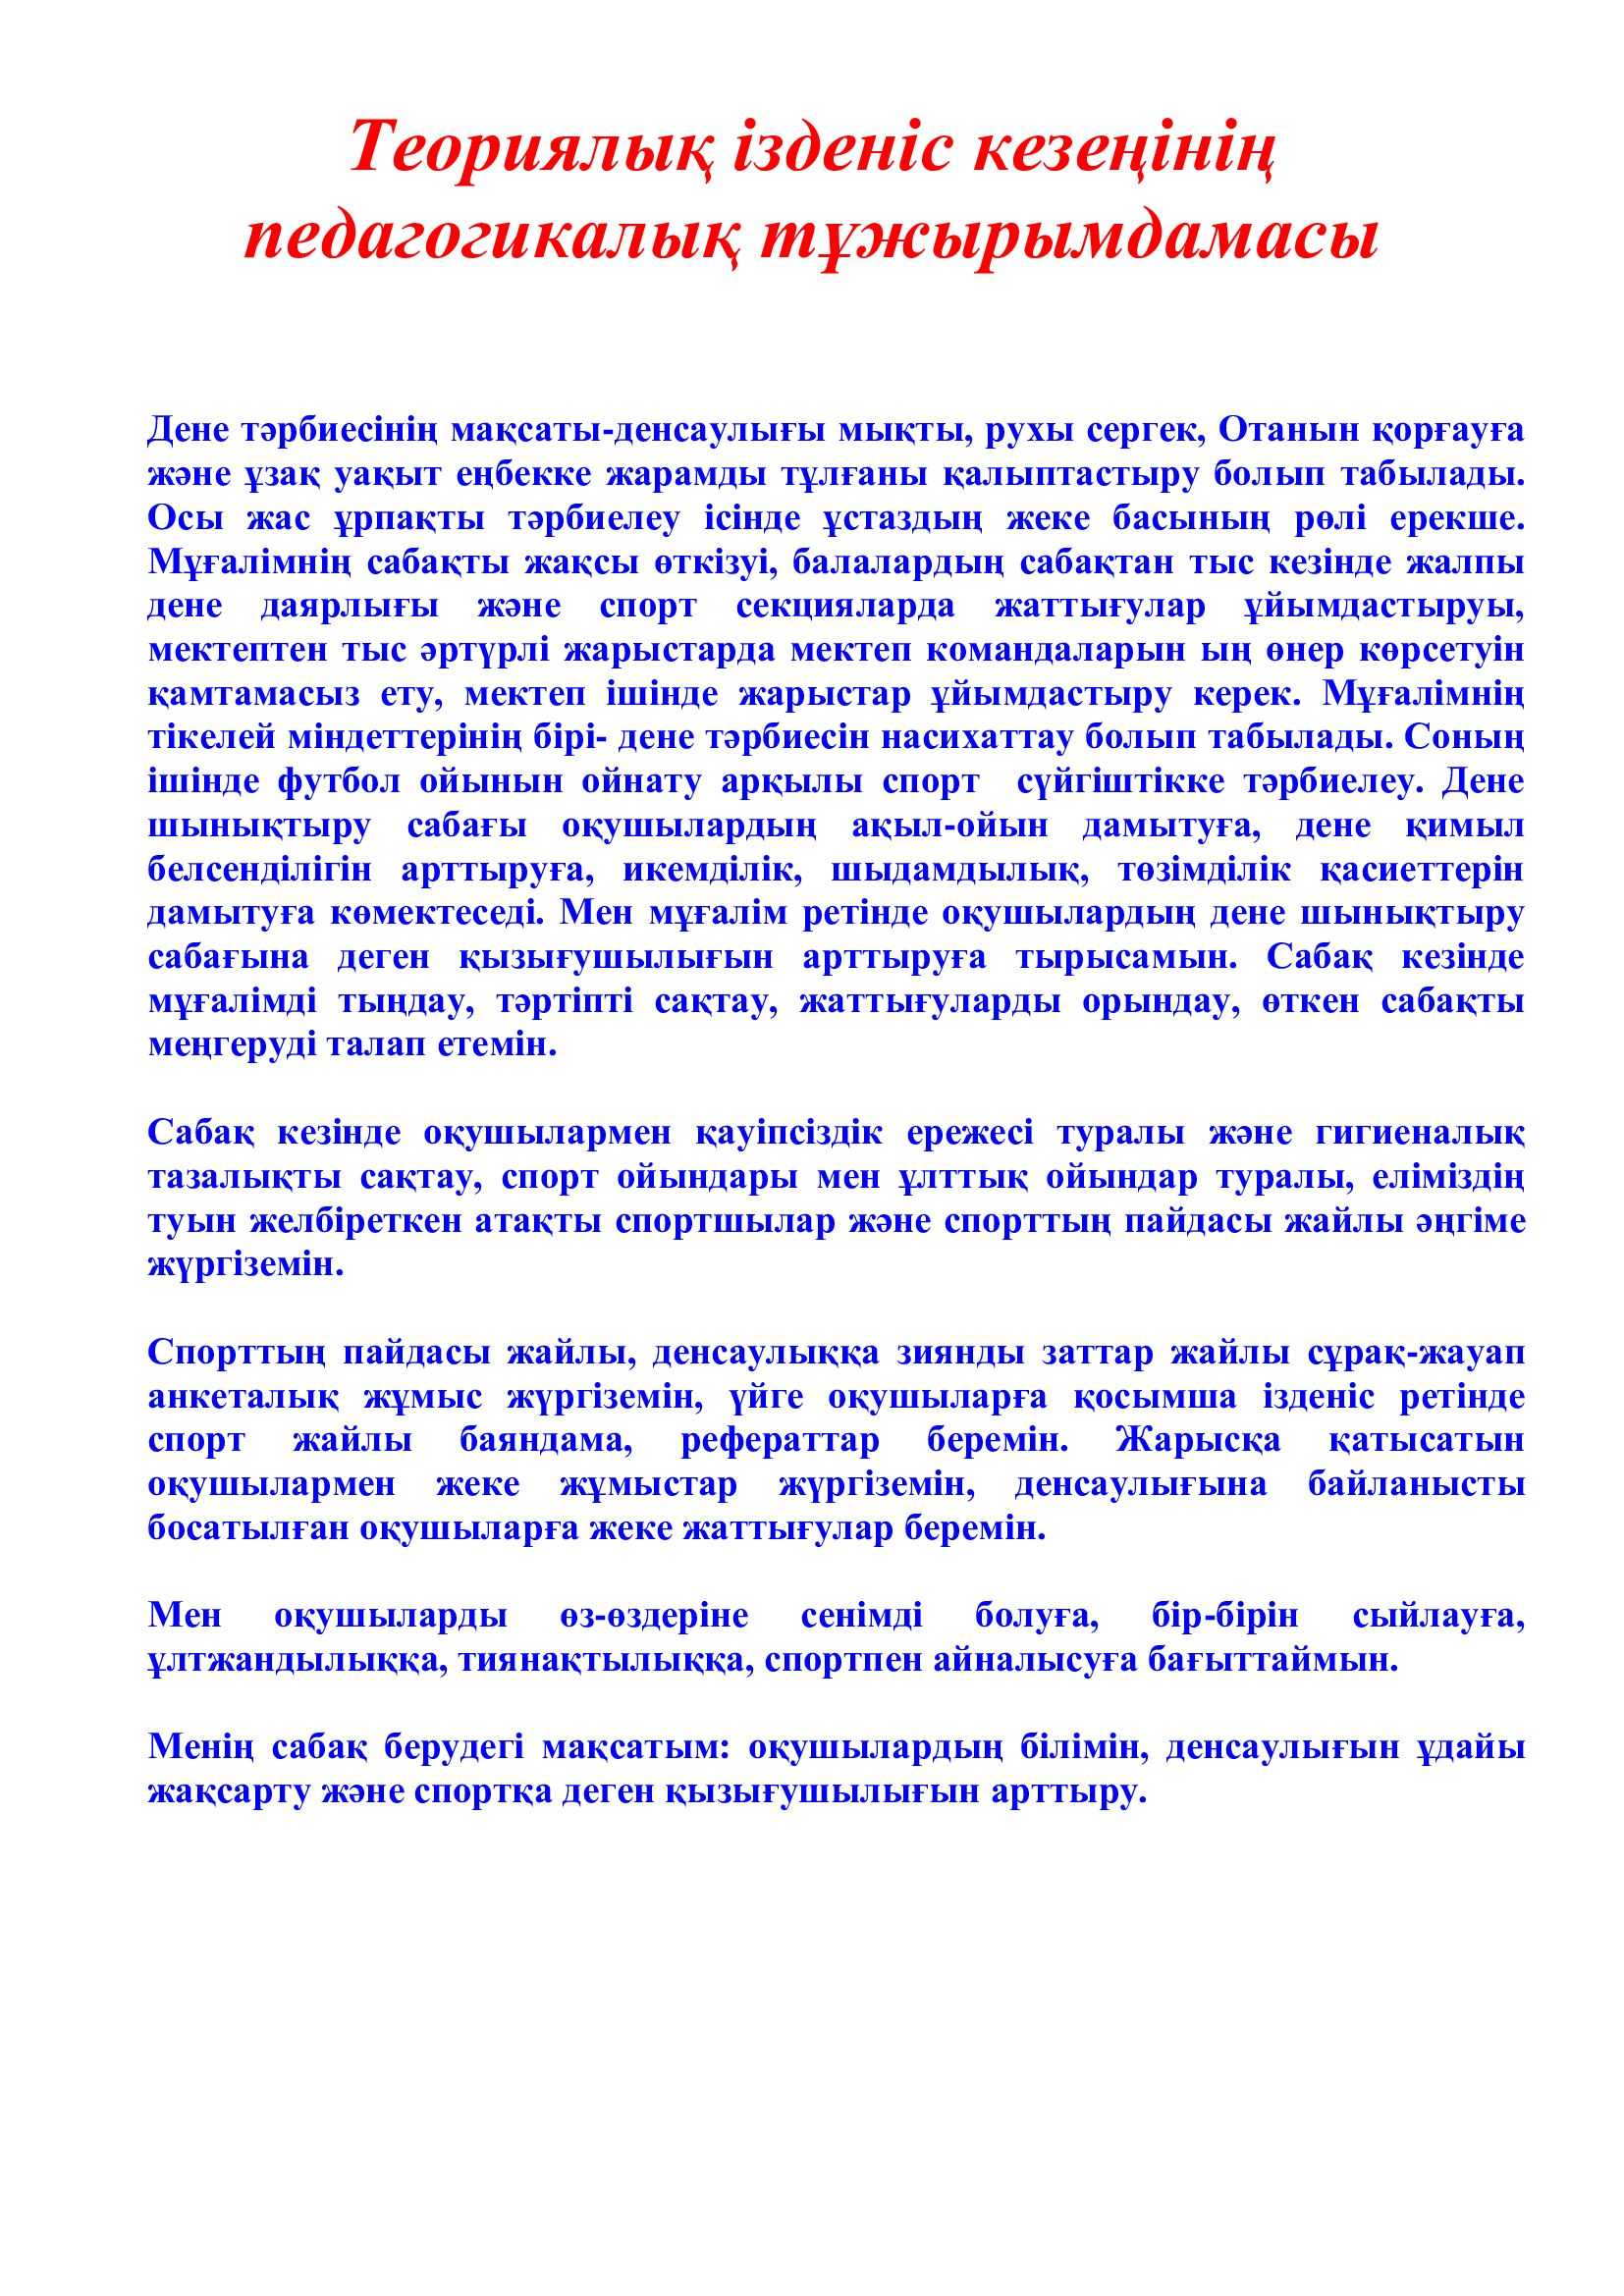 Теориялық ізденіс кезеңінің
педагогикалық тұжырымдамасы
Дене тәрбиесінің мақсаты-денсаулығы мықты, рухы сергек, Отанын қорғауға
және ұзақ уақыт еңбекке жарамды тұлғаны қалыптастыру болып табылады.
Осы жас ұрпақты тәрбиелеу ісінде ұстаздың жеке басының рөлі ерекше.
Мұғалімнің сабақты жақсы өткізуі, балалардың сабақтан тыс кезінде жалпы
дене даярлығы және спорт секцияларда жаттығулар ұйымдастыруы,
мектептен тыс әртүрлі жарыстарда мектеп командаларын ың өнер көрсетуін
қамтамасыз ету, мектеп ішінде жарыстар ұйымдастыру керек. Мұғалімнің
тікелей міндеттерінің бірі- дене тәрбиесін насихаттау болып табылады. Соның
ішінде футбол ойынын ойнату арқылы спорт  сүйгіштікке тәрбиелеу. Дене
шынықтыру сабағы оқушылардың ақыл-ойын дамытуға, дене қимыл
белсенділігін арттыруға, икемділік, шыдамдылық, төзімділік қасиеттерін
дамытуға көмектеседі. Мен мұғалім ретінде оқушылардың дене шынықтыру
сабағына деген қызығушылығын арттыруға тырысамын. Сабақ кезінде
мұғалімді тыңдау, тәртіпті сақтау, жаттығуларды орындау, өткен сабақты
меңгеруді талап етемін.
Сабақ кезінде оқушылармен қауіпсіздік ережесі туралы және гигиеналық
тазалықты сақтау, спорт ойындары мен ұлттық ойындар туралы, еліміздің
туын желбіреткен атақты спортшылар және спорттың пайдасы жайлы әңгіме
жүргіземін.
Спорттың пайдасы жайлы, денсаулыққа зиянды заттар жайлы сұрақ-жауап
анкеталық жұмыс жүргіземін, үйге оқушыларға қосымша ізденіс ретінде
спорт жайлы баяндама, рефераттар беремін. Жарысқа қатысатын
оқушылармен жеке жұмыстар жүргіземін, денсаулығына байланысты
босатылған оқушыларға жеке жаттығулар беремін.
Мен оқушыларды өз-өздеріне сенімді болуға, бір-бірін сыйлауға,
ұлтжандылыққа, тиянақтылыққа, спортпен айналысуға бағыттаймын.
Менің сабақ берудегі мақсатым: оқушылардың білімін, денсаулығын ұдайы
жақсарту және спортқа деген қызығушылығын арттыру.